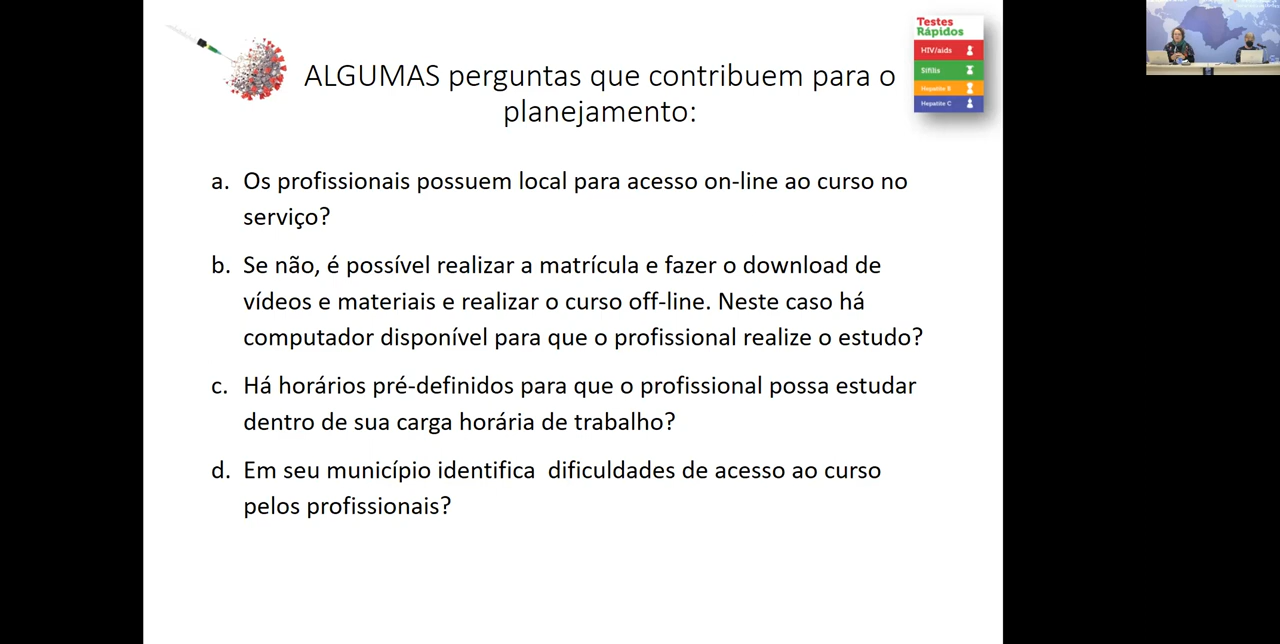 Testes
Rápidos
HIV/aids
Sífilis
Hepatite B
Hepatite C
ALGUMAS perguntas que contribuem para o
planejamento:
a. Os profissionais possuem local para acesso on-line ao curso no
serviço?
b. Se não, é possível realizar a matrícula e fazer o download de
vídeos e materiais e realizar o curso off-line. Neste caso há
computador disponível para que o profissional realize o estudo?
c. Há horários pré-definidos para que o profissional possa estudar
dentro de sua carga horária de trabalho?
d. Em seu município identifica  dificuldades de acesso ao curso
pelos profissionais?